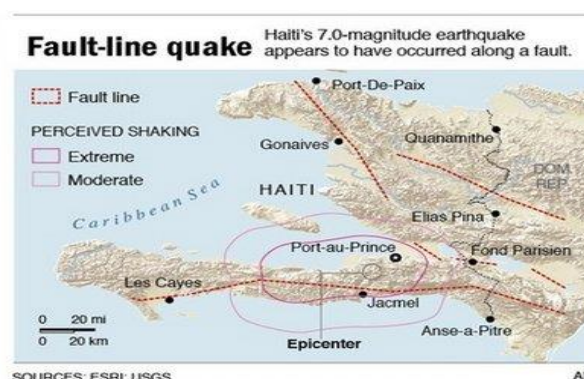 Fault-line quake
Haiti's 7.0-magnitude earthquake
appears to have occurred along a fault.
Fault line
PERCEIVED SHAKING
Extreme
Moderate
Port-De-Paix
Gonaives
Quanamithe
HAITI
DOM
REP
Caribbean Sea
Elias Pina
Port-au-Prince
Fond Parisien
Les Cayes
Jacmel
0 20 mi
0 20 km
Anse-a-Pitre
Epicenter
SOURCES: ESRI; USGS